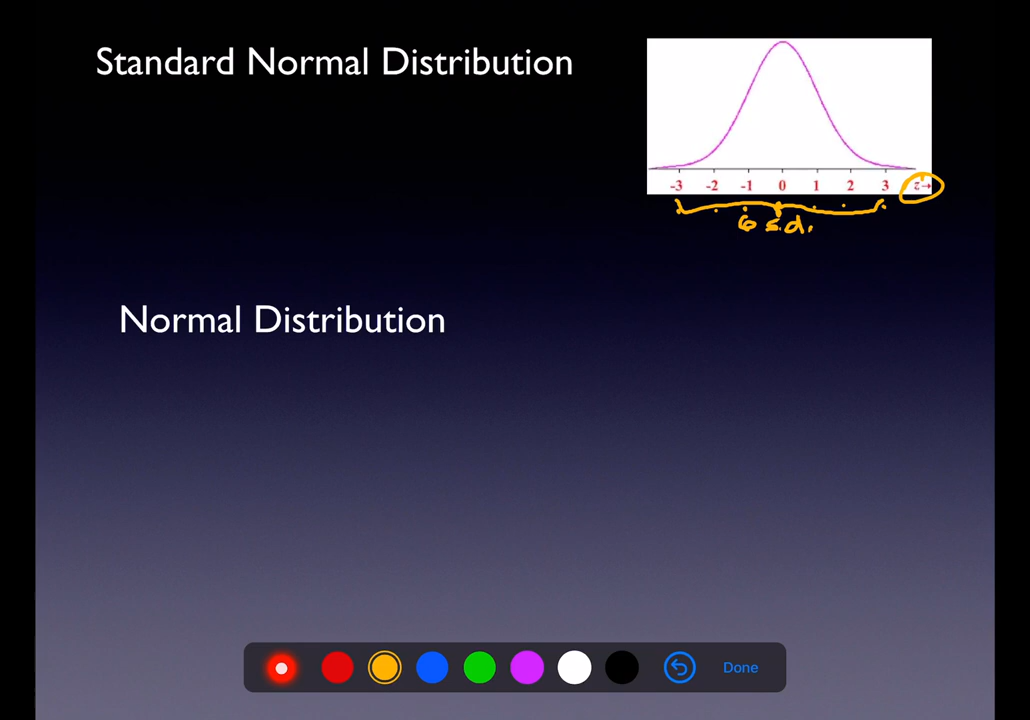 Standard Normal Distribution
-3 -2 -1 0 1 2 3 z→
6 s.d.
Normal Distribution
Done